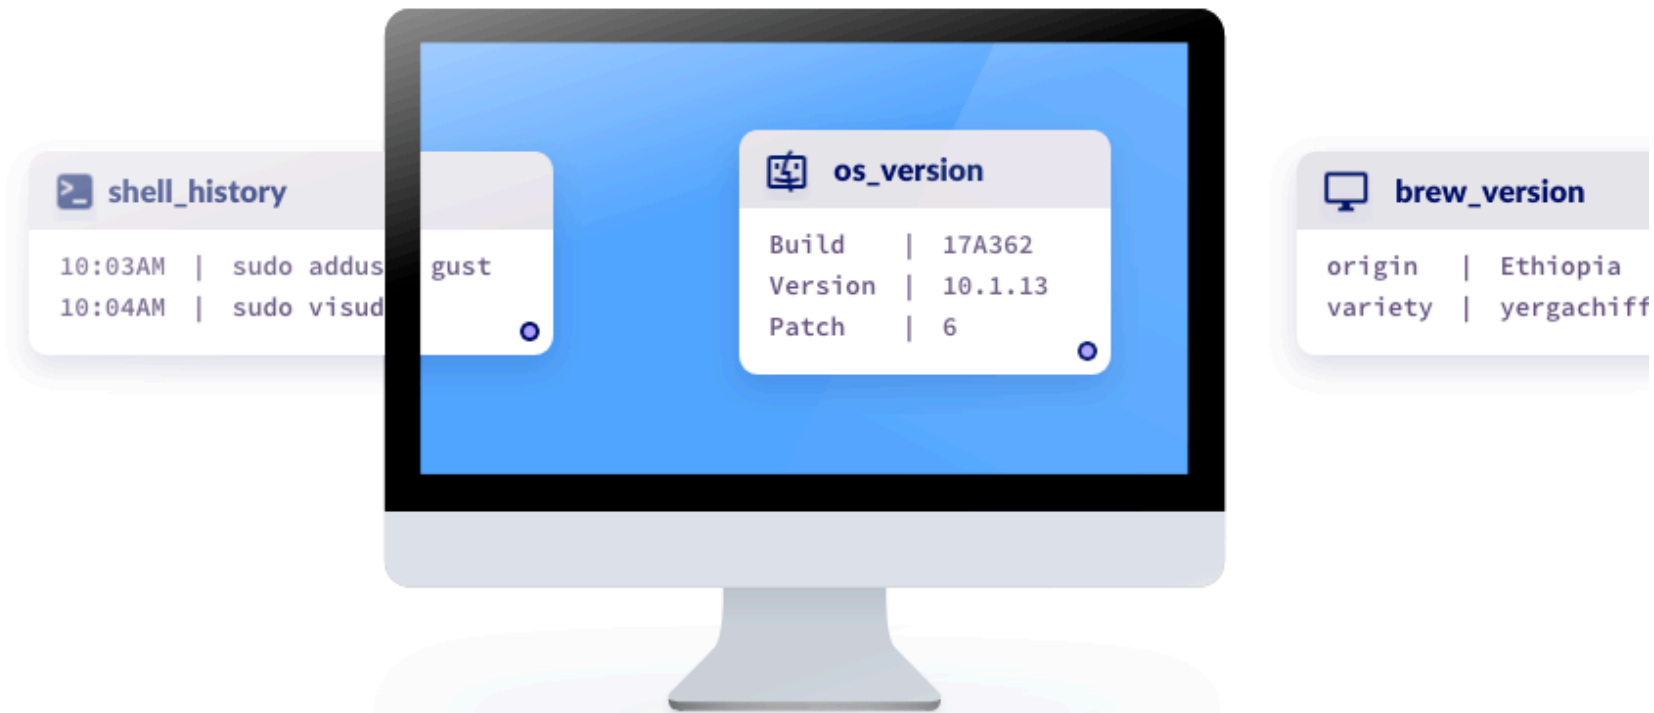 shell_history
10:03AM | sudo addus gust
10:04AM | sudo visud
os_version
Build | 17A362
Version | 10.1.13
Patch | 6
brew_version
origin | Ethiopia
variety | yergachiff